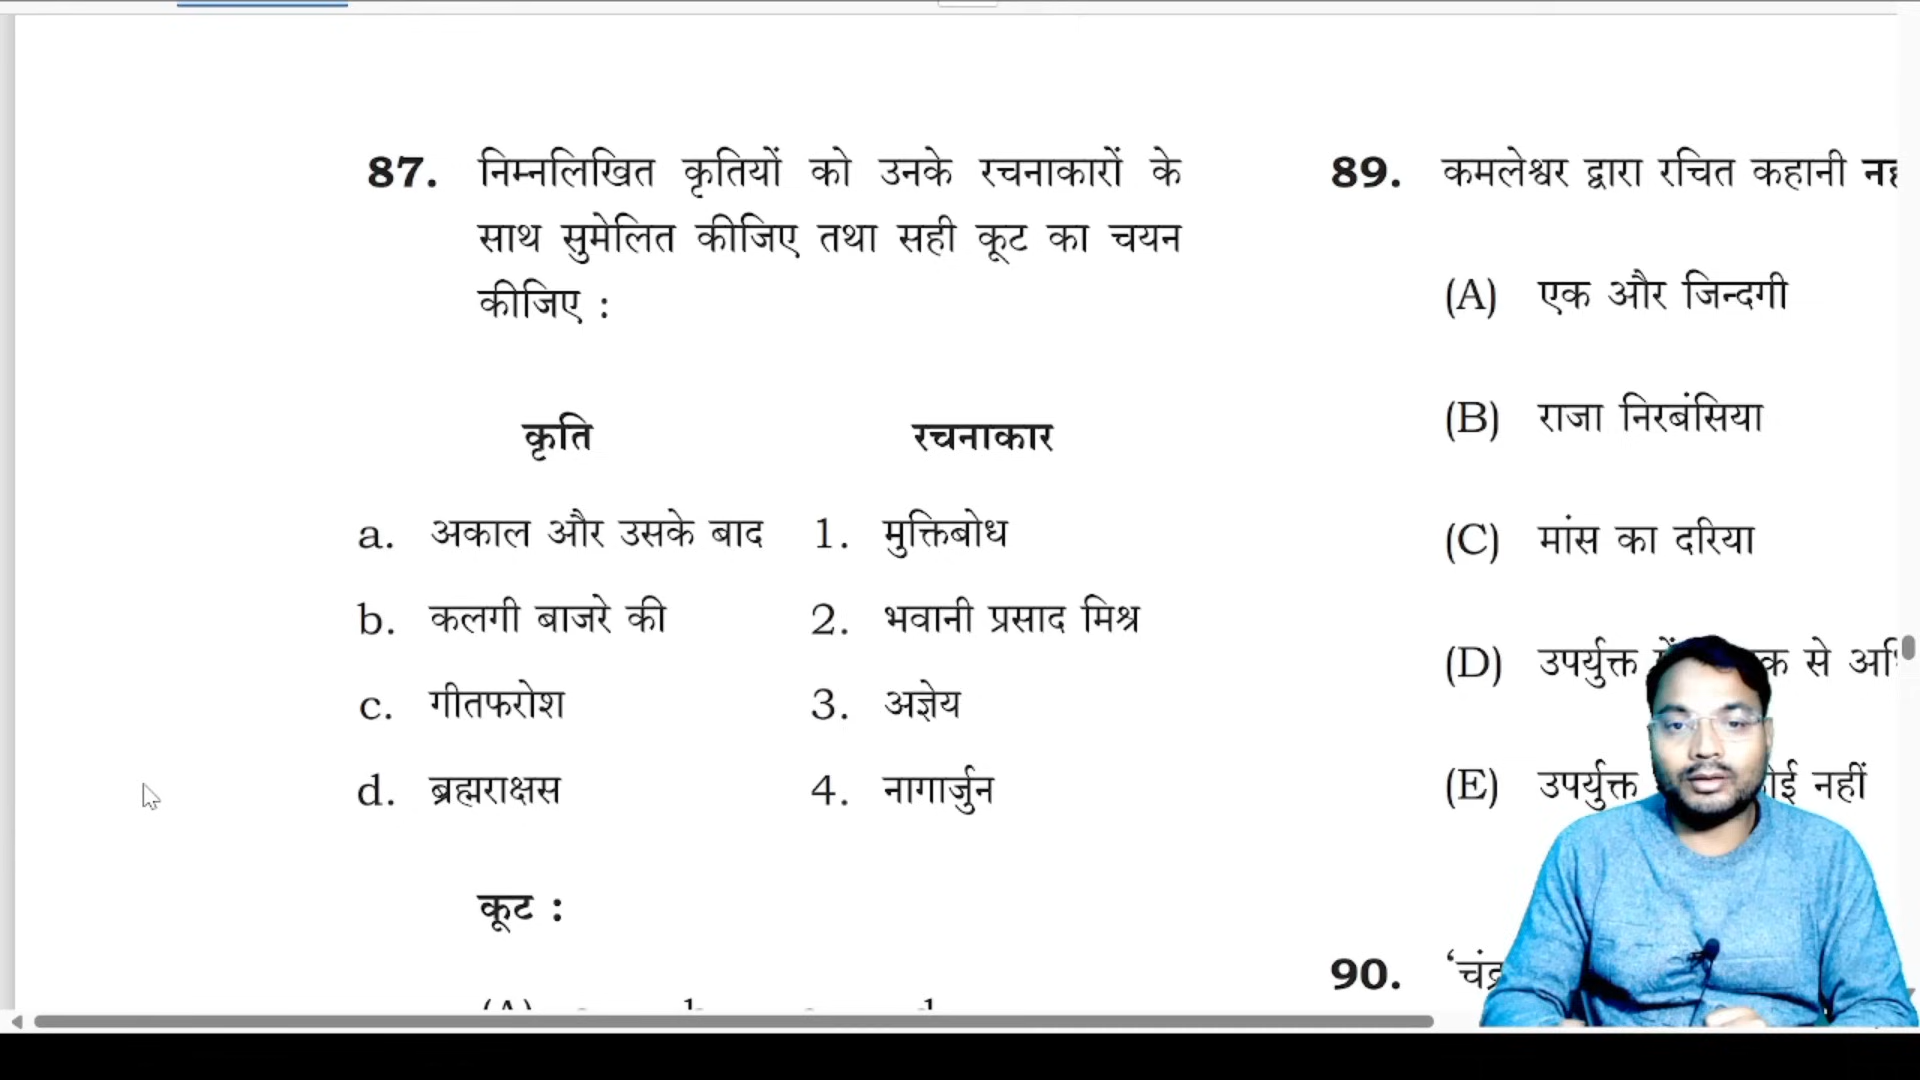 87. निम्नलिखित कृतियों को उनके रचनाकारों के
साथ सुमेलित कीजिए तथा सही कूट का चयन
कीजिए :
कृति रचनाकार
a. अकाल और उसके बाद 1. मुक्तिबोध
b. कलगी बाजरे की 2. भवानी प्रसाद मिश्र
c. गीतफरोश 3. अज्ञेय
d. ब्रह्मराक्षस 4. नागार्जुन
कूट :
89. कमलेश्वर द्वारा रचित कहानी
(A) एक और जिन्दगी
(B) राजा निरबंसिया
(C) मांस का दरिया
(D) उपर्युक्त से
(E) उपर्युक्त नहीं
90.